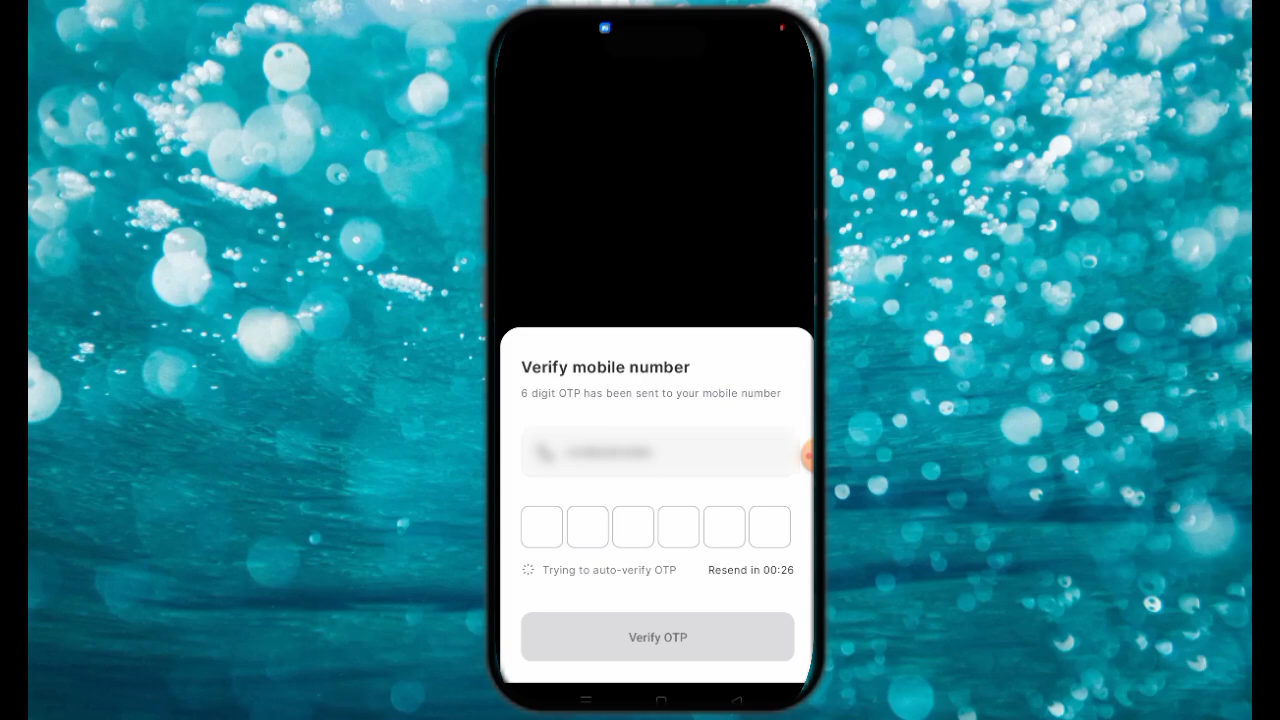 Verify mobile number
6 digit OTP has been sent to your mobile number
Trying to auto-verify OTP
Resend in 00:26
Verify OTP